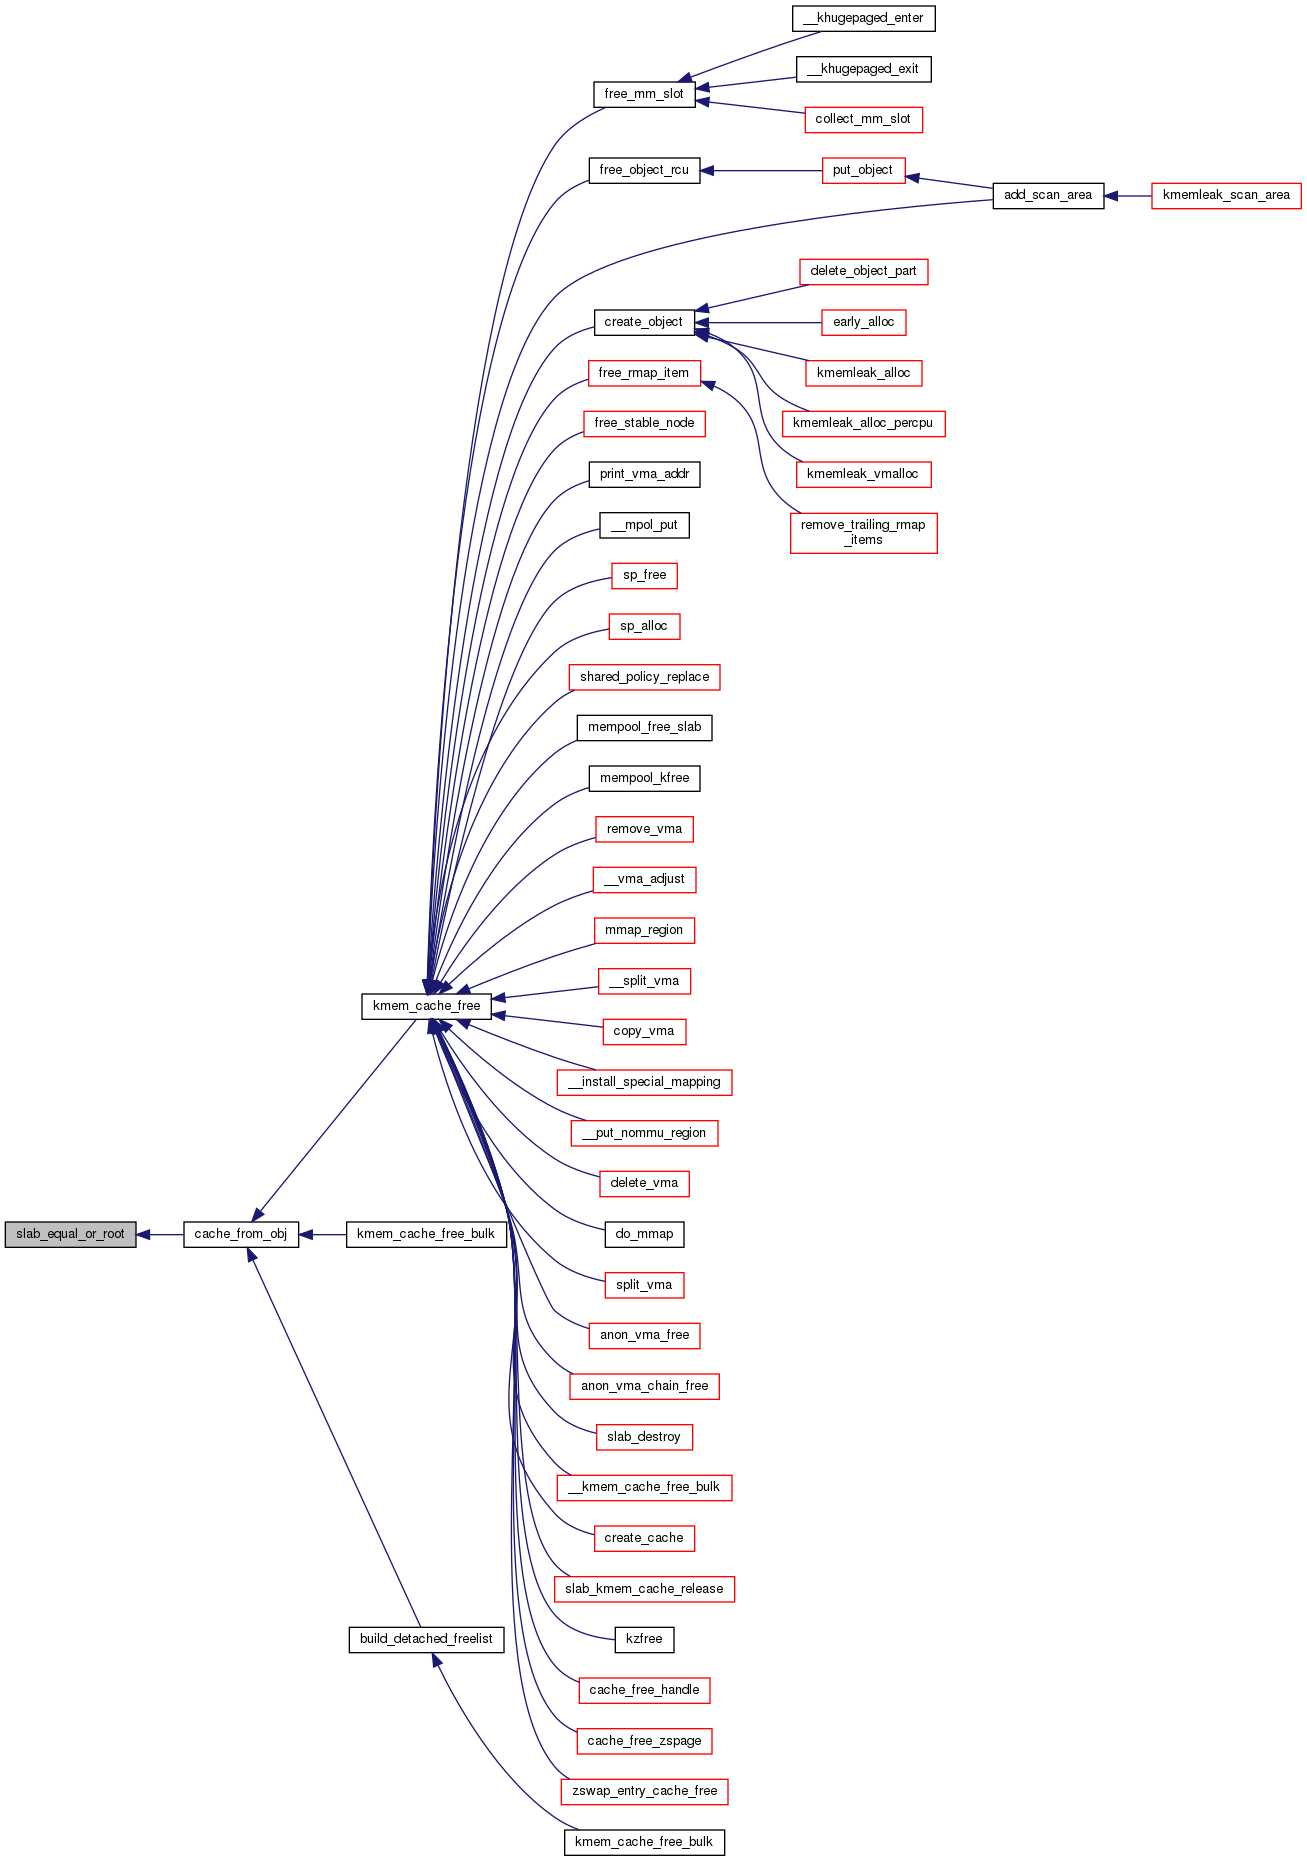 __khugepaged_enter
__khugepaged_exit
free_mm_slot
collect_mm_slot
free_object_rcu
put_object
add_scan_area
kmemleak_scan_area
delete_object_part
create_object
early_alloc
free_rmap_item
kmemleak_alloc
free_stable_node
kmemleak_alloc_percpu
print_vma_addr
kmemleak_vmalloc
__mpol_put
remove_trailing_rmap
_items
sp_free
sp_alloc
shared_policy_replace
mempool_free_slab
mempool_kfree
remove_vma
__vma_adjust
mmap_region
__split_vma
kmem_cache_free
copy_vma
__install_special_mapping
__put_nommu_region
delete_vma
slab_equal_or_root
cache_from_obj
kmem_cache_free_bulk
do_mmap
split_vma
anon_vma_free
anon_vma_chain_free
slab_destroy
__kmem_cache_free_bulk
create_cache
slab_kmem_cache_release
build_detached_freelist
kzfree
cache_free_handle
cache_free_zspage
zswap_entry_cache_free
kmem_cache_free_bulk